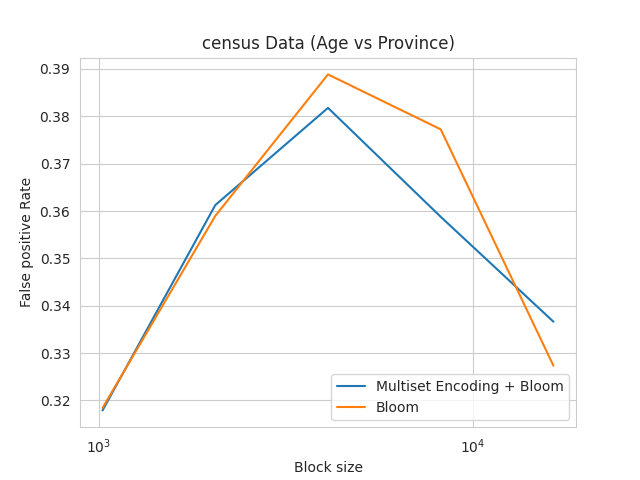 census Data (Age vs Province)
0.39
0.38
0.37
0.36
0.35
0.34
0.33
0.32
False positive Rate
Multiset Encoding + Bloom
Bloom
10³ 10⁴
Block size